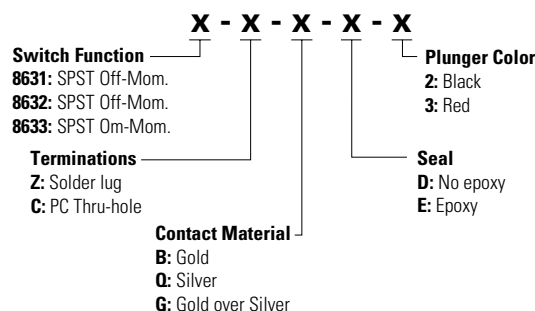 X - X - X - X - X
Switch Function
8631: SPST Off-Mom.
8632: SPST Off-Mom.
8633: SPST Om-Mom.
Plunger Color
2: Black
3: Red
Terminations
Z: Solder lug
C: PC Thru-hole
Seal
D: No epoxy
E: Epoxy
Contact Material
B: Gold
Q: Silver
G: Gold over Silver